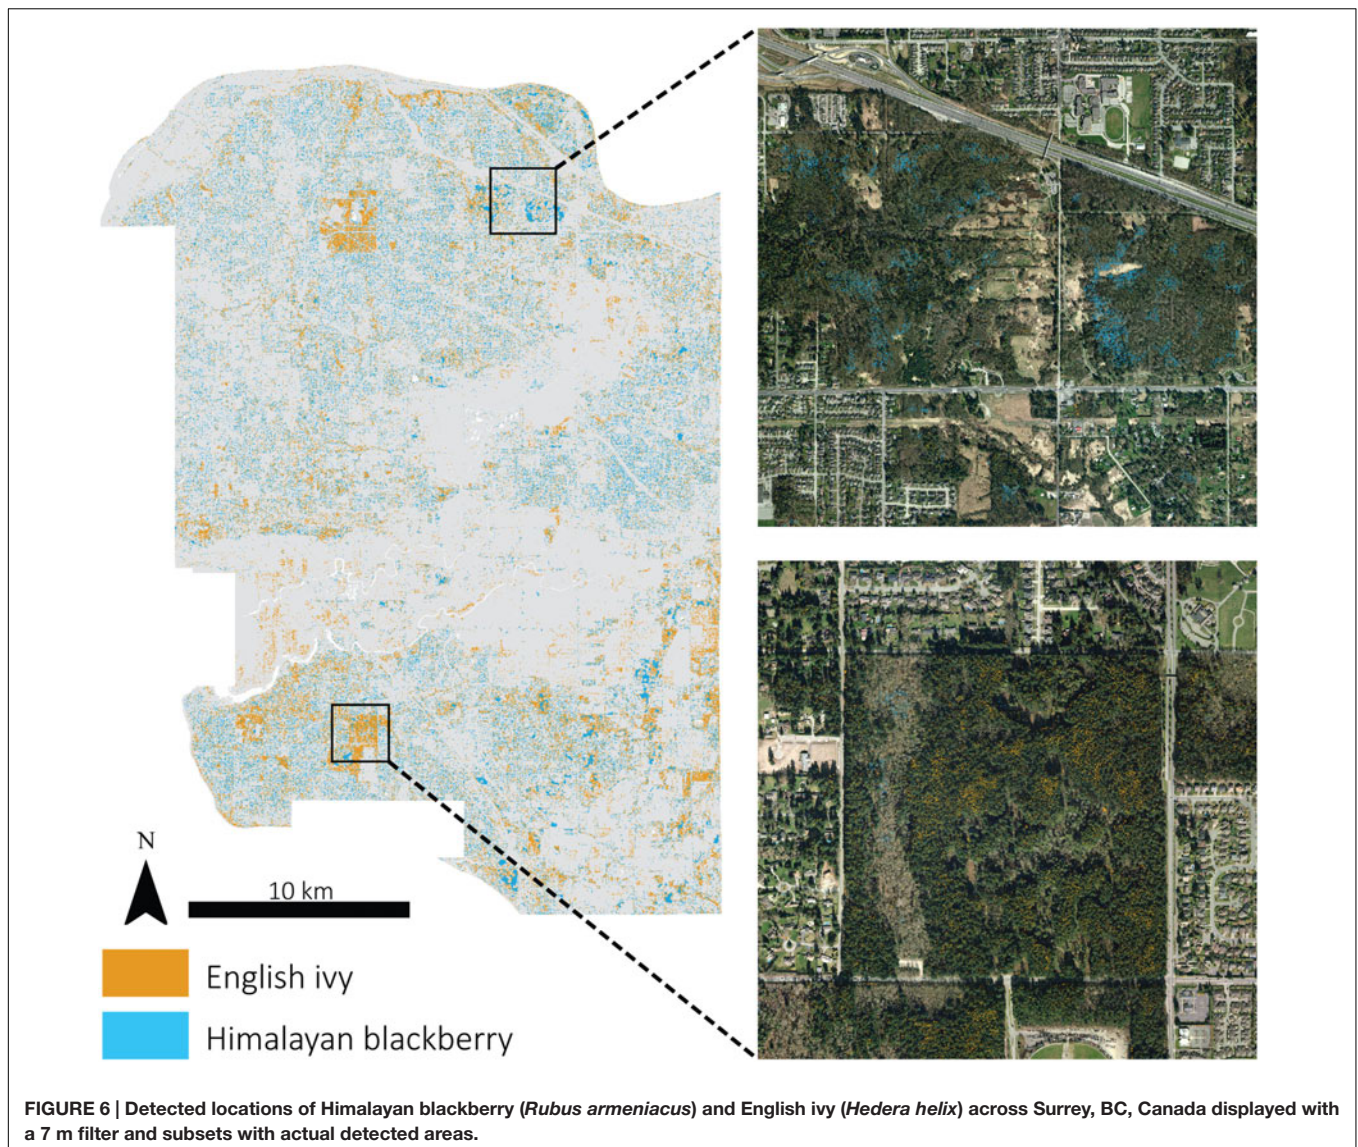 N
10 km
English ivy
Himalayan blackberry
FIGURE 6 | Detected locations of Himalayan blackberry (Rubus armeniacus) and English ivy (Hedera helix) across Surrey, BC, Canada displayed with
a 7 m filter and subsets with actual detected areas.